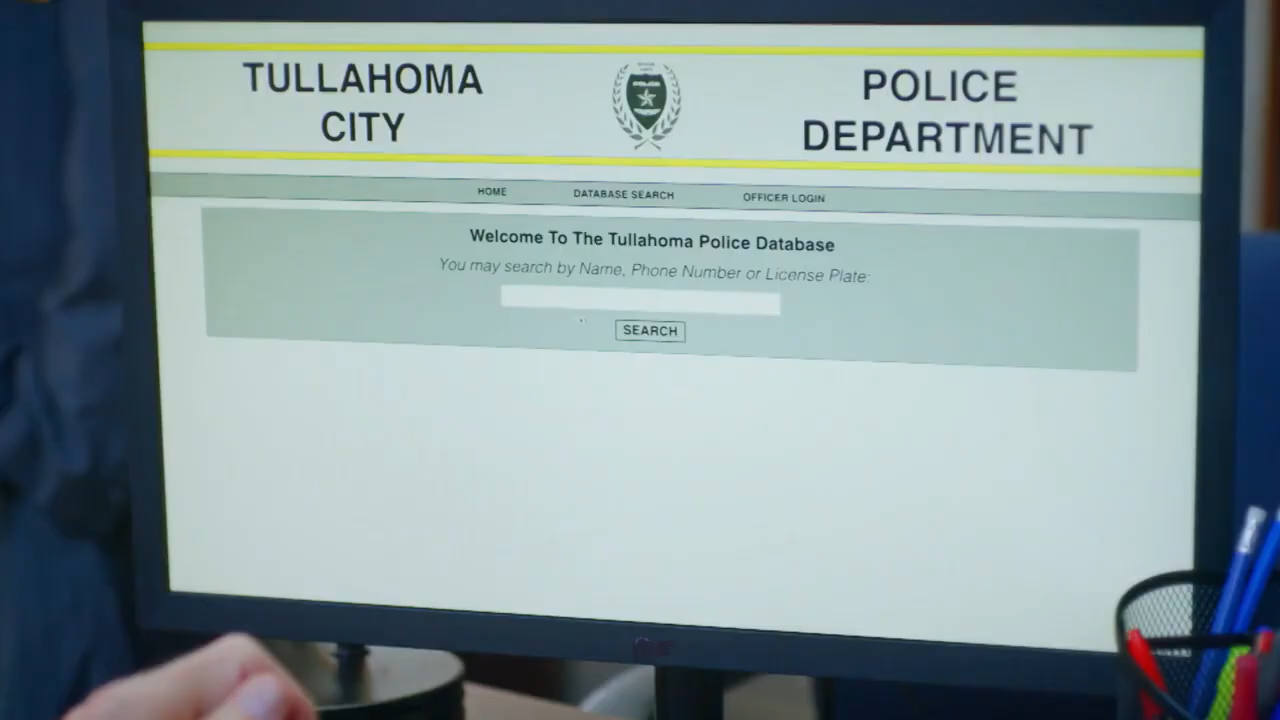 TULLAHOMA
CITY
POLICE
POLICE
DEPARTMENT
HOME DATABASE SEARCH OFFICER LOGIN
Welcome To The Tullahoma Police Database
You may search by Name, Phone Number or License Plate:
SEARCH